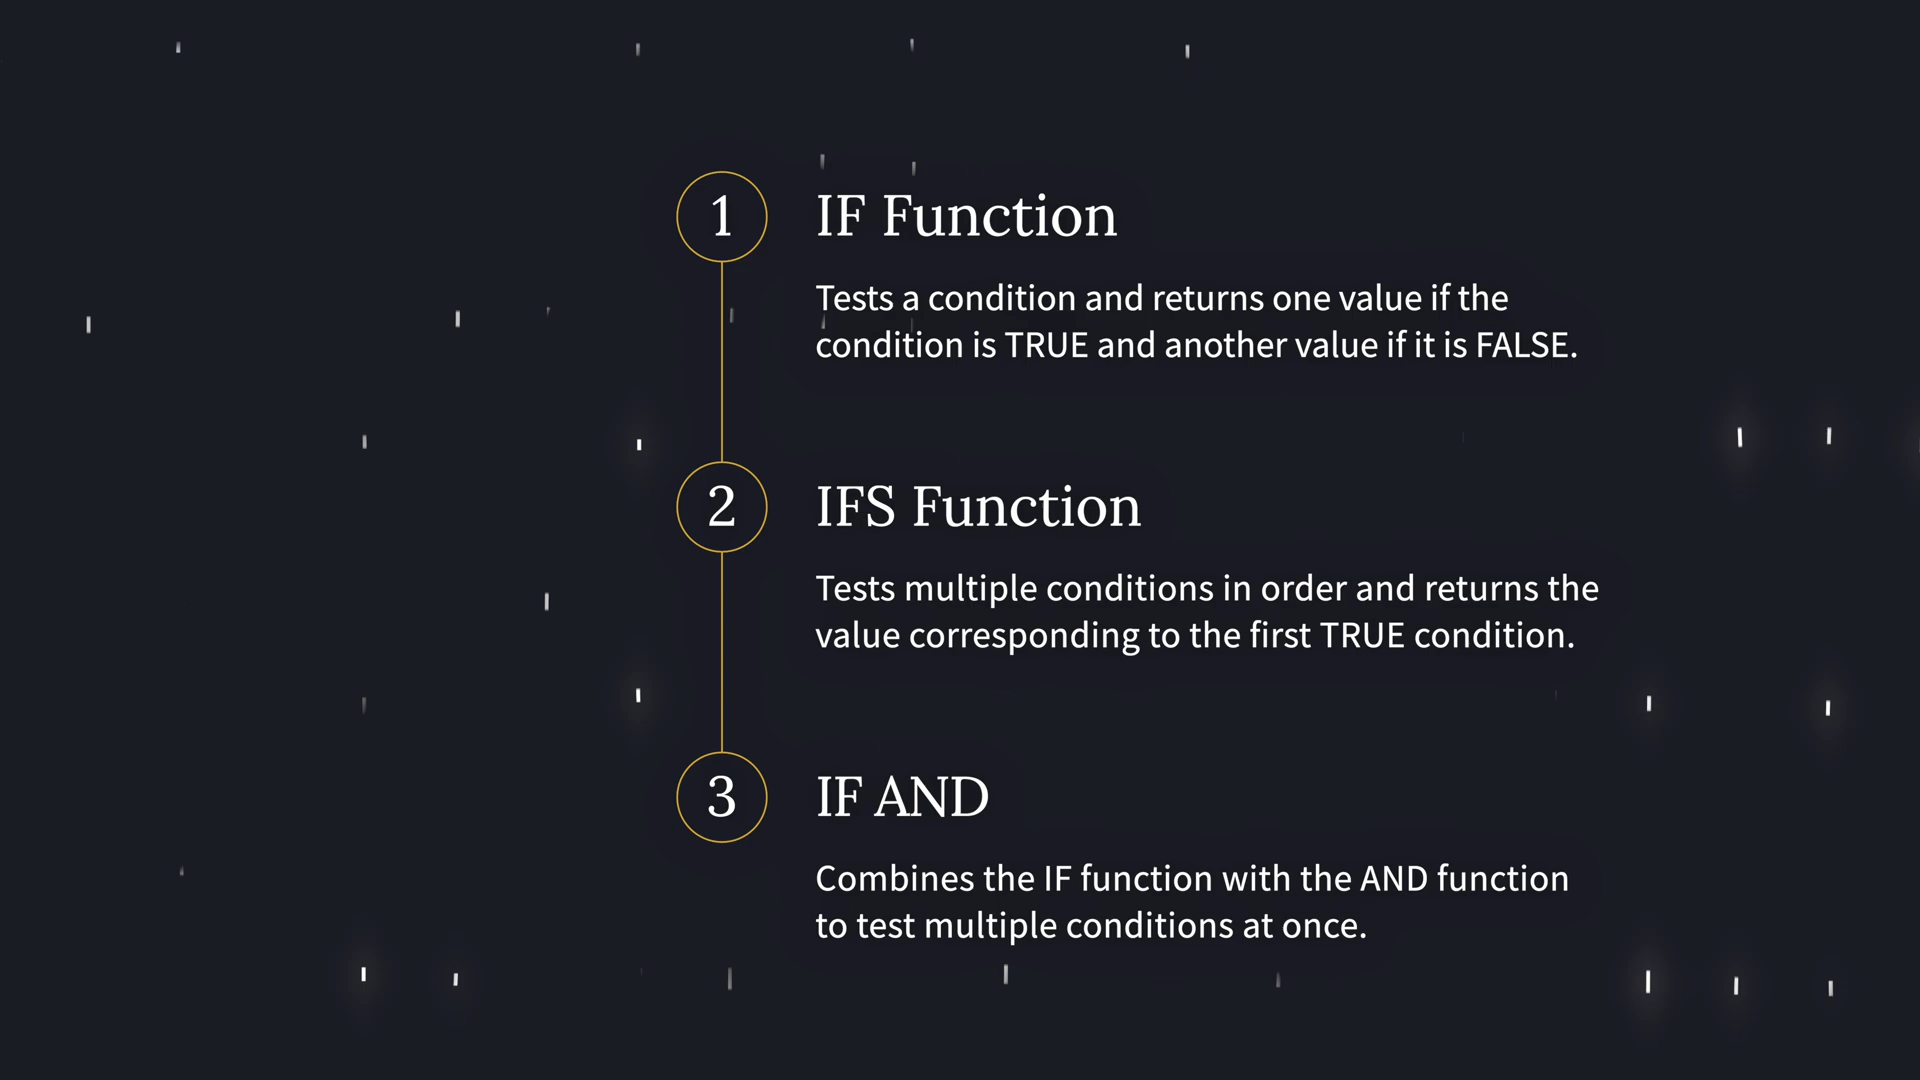 1 IF Function
Tests a condition and returns one value if the
condition is TRUE and another value if it is FALSE.
2 IFS Function
Tests multiple conditions in order and returns the
value corresponding to the first TRUE condition.
3 IF AND
Combines the IF function with the AND function
to test multiple conditions at once.